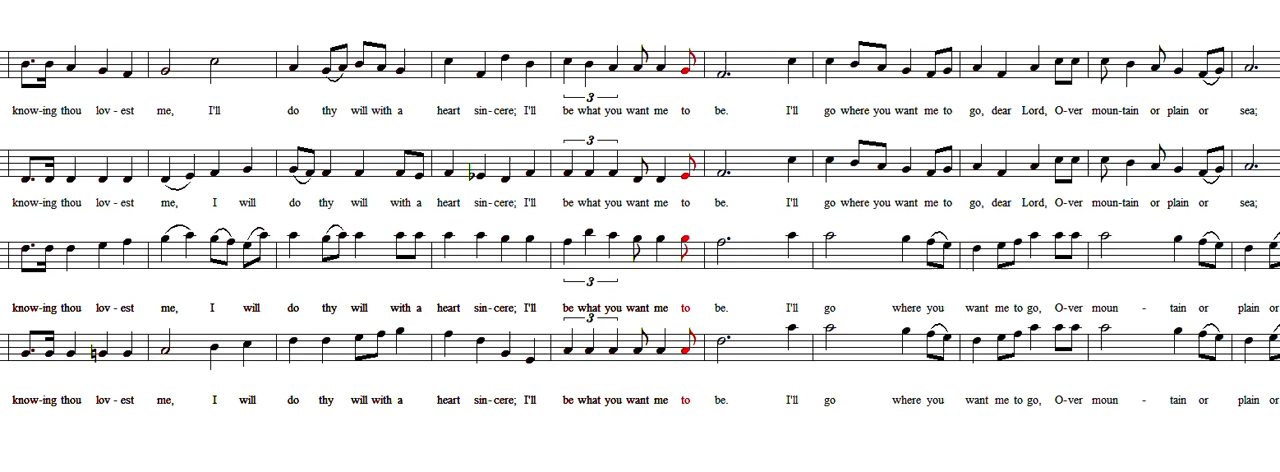 know-ing thou lov - est me, I'll do thy will with a heart sin-cere; I'll be what you want me to be. I'll go where you want me to go, dear Lord, O-ver moun-tain or plain or sea;
3
3
know-ing thou lov - est me, I will do thy will with a heart sin-cere; I'll be what you want me to be. I'll go where you want me to go, dear Lord, O-ver moun-tain or plain or sea;
3
know-ing thou lov - est me, I will do thy will with a heart sin-cere; I'll be what you want me to be. I'll go where you want me to go, O-ver moun - tain or plain or
3
know-ing thou lov - est me, I will do thy will with a heart sin-cere; I'll be what you want me to be. I'll go where you want me to go, O-ver moun - tain or plain or